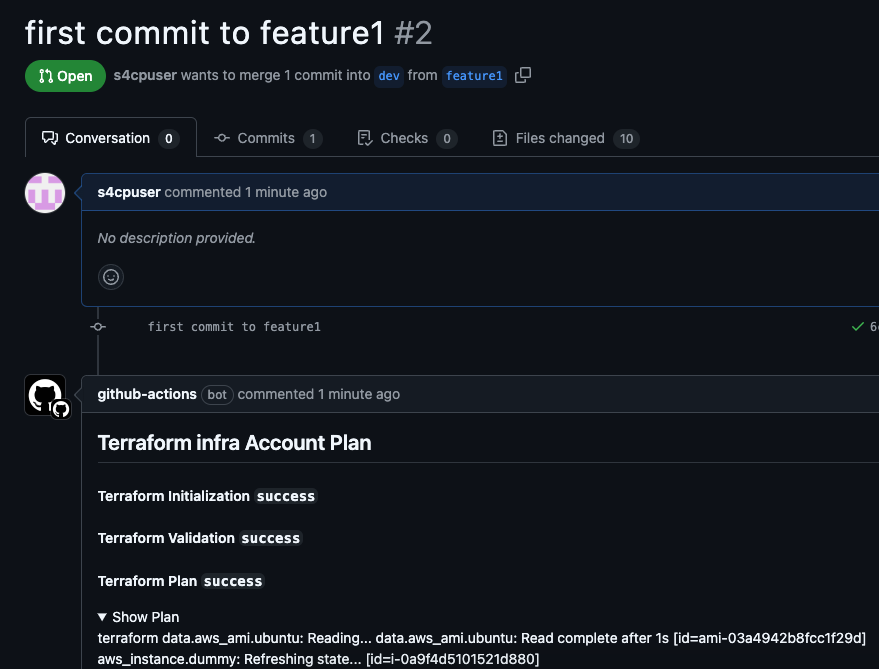 first commit to feature1 #2
Open s4cpuser wants to merge 1 commit into dev from feature1
Conversation 0 Commits 1 Checks 0 Files changed 10
s4cpuser commented 1 minute ago
No description provided.
first commit to feature1
github-actions bot commented 1 minute ago
Terraform infra Account Plan
Terraform Initialization success
Terraform Validation success
Terraform Plan success
Show Plan
terraform data.aws_ami.ubuntu: Reading... data.aws_ami.ubuntu: Read complete after 1s [id=ami-03a4942b8fcc1f29d]
aws_instance.dummy: Refreshing state... [id=i-0a9f4d5101521d880]